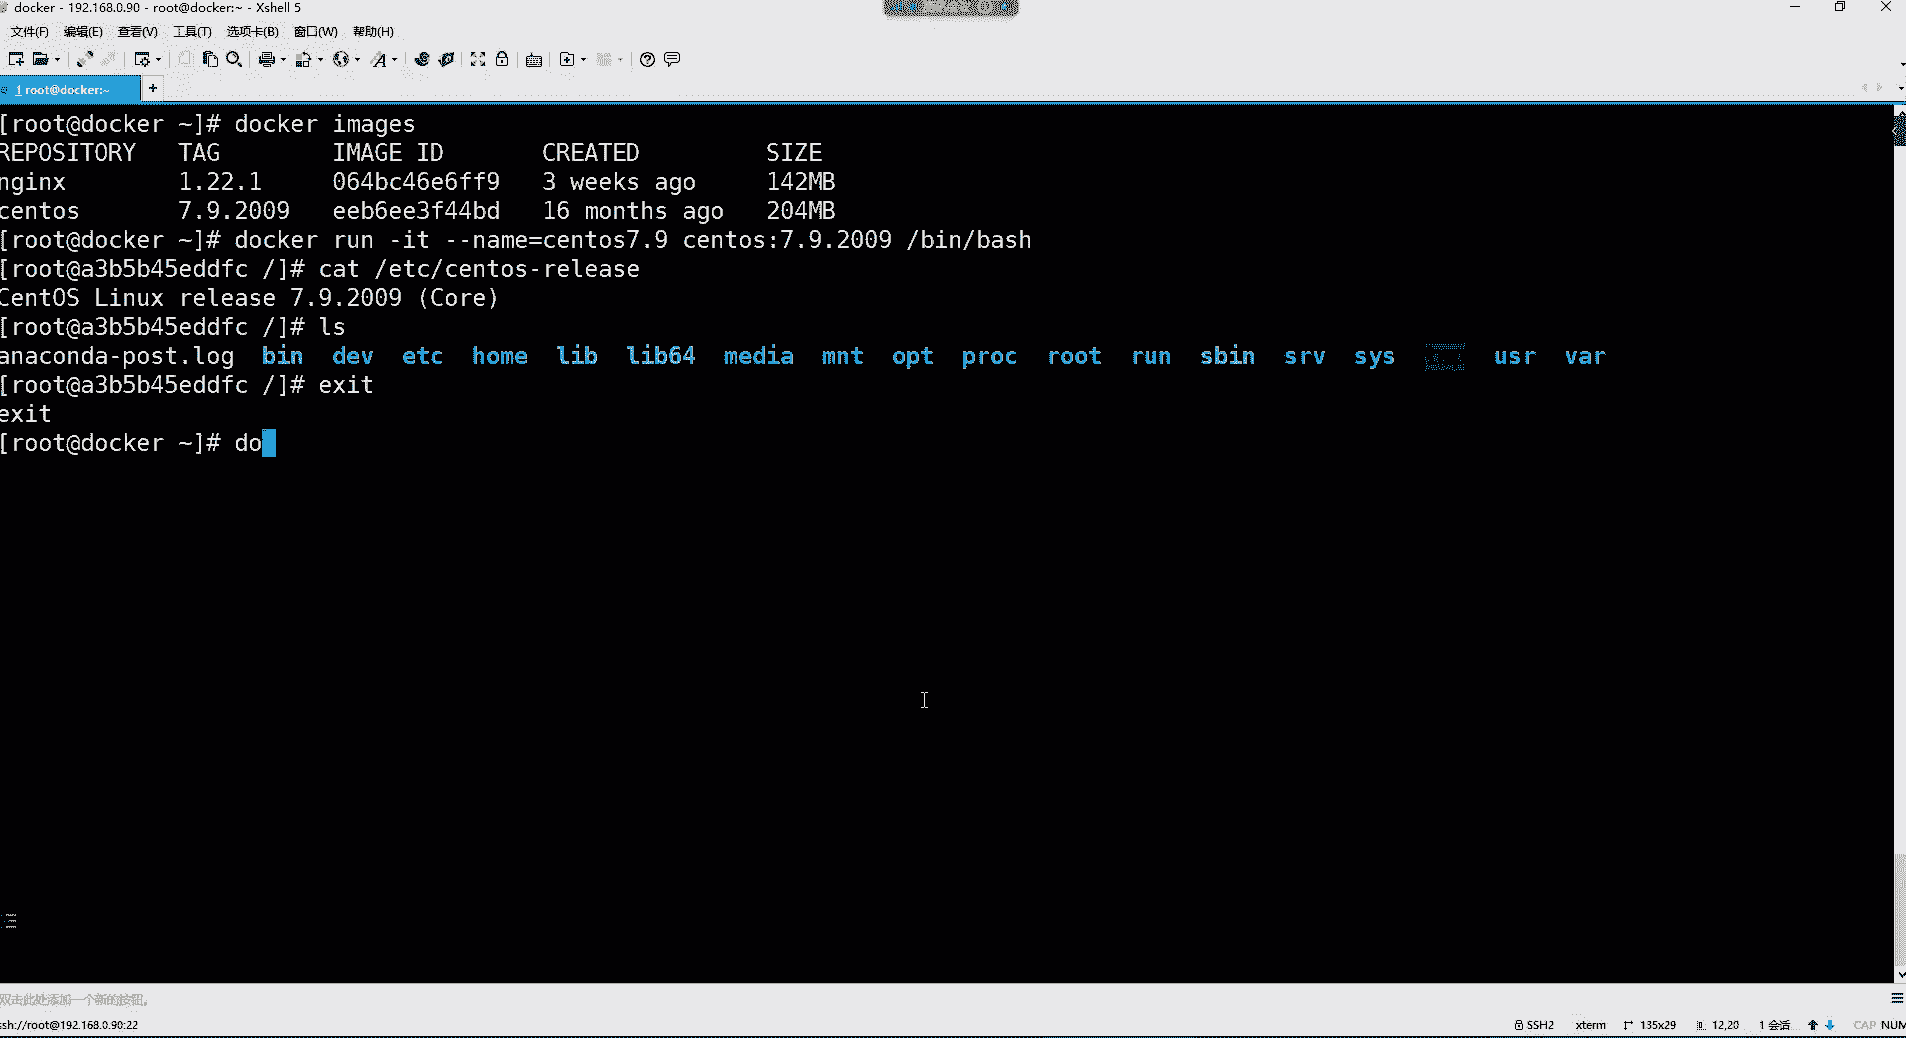 docker - 192.168.0.90 - root@docker:~ - Xshell 5
文件(F) 编辑(E) 查看(V) 工具(T) 选项卡(B) 窗口(W) 帮助(H)
1 root@docker:~ +
[root@docker ~]# docker images
REPOSITORY TAG IMAGE ID CREATED SIZE
nginx 1.22.1 064bc46e6ff9 3 weeks ago 142MB
centos 7.9.2009 eeb6ee3f44bd 16 months ago 204MB
[root@docker ~]# docker run -it --name=centos7.9 centos:7.9.2009 /bin/bash
[root@a3b5b45eddfc /]# cat /etc/centos-release
CentOS Linux release 7.9.2009 (Core)
[root@a3b5b45eddfc /]# ls
anaconda-post.log bin dev etc home lib lib64 media mnt opt proc root run sbin srv sys usr var
[root@a3b5b45eddfc /]# exit
exit
[root@docker ~]# do
双击此处添加一个新的按钮。
ssh://root@192.168.0.90:22 SSH2 xterm 135x29 12,20 1 会话 CAP NUM